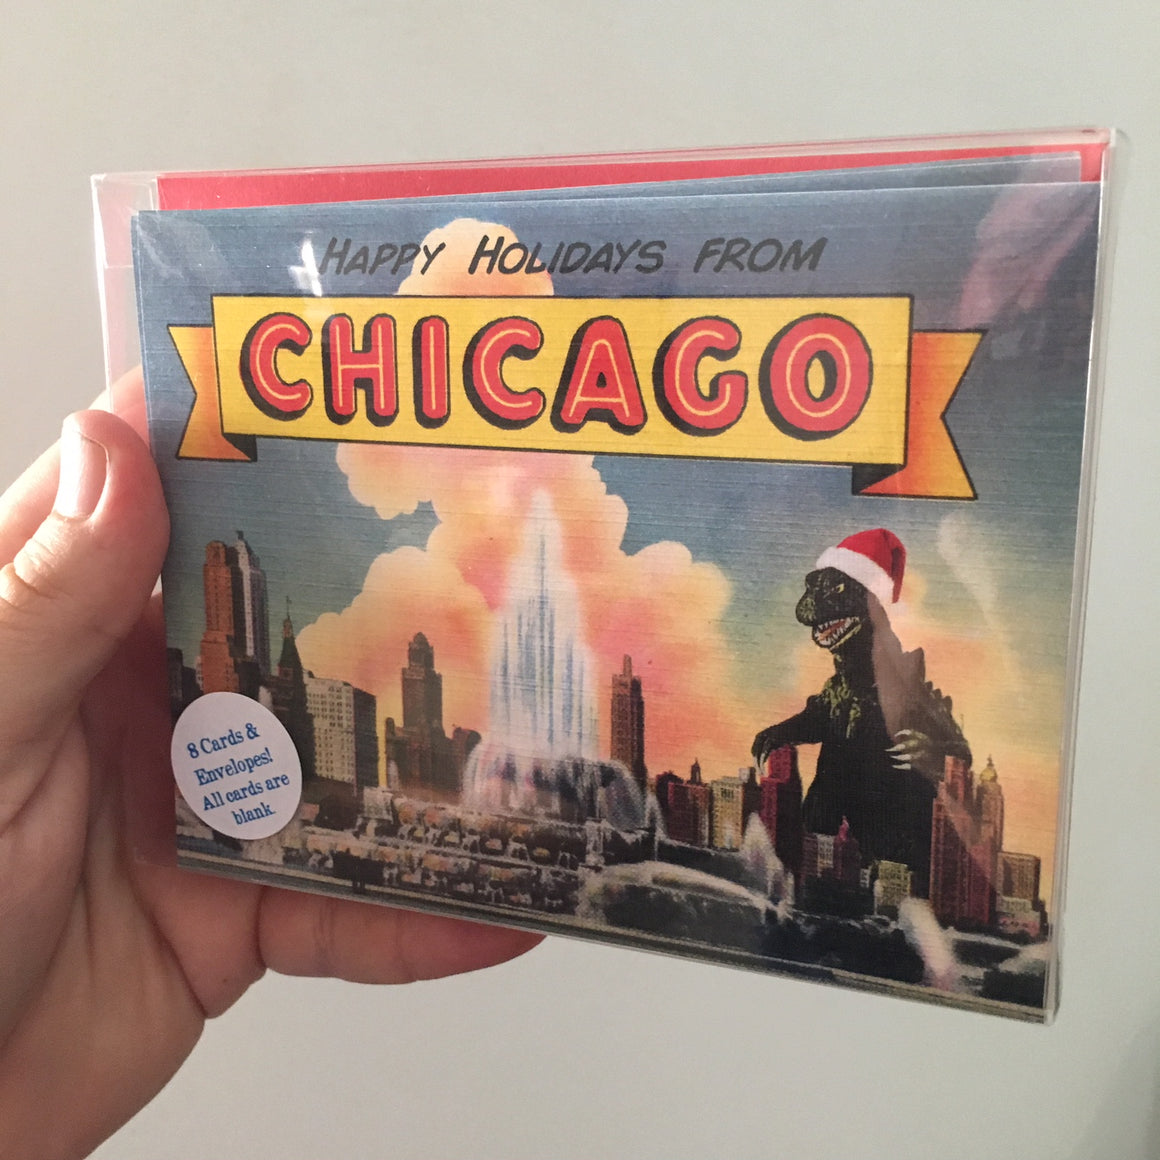 Happy Holidays from
CHICAGO
8 Cards &
Envelopes!
All cards are
blank.